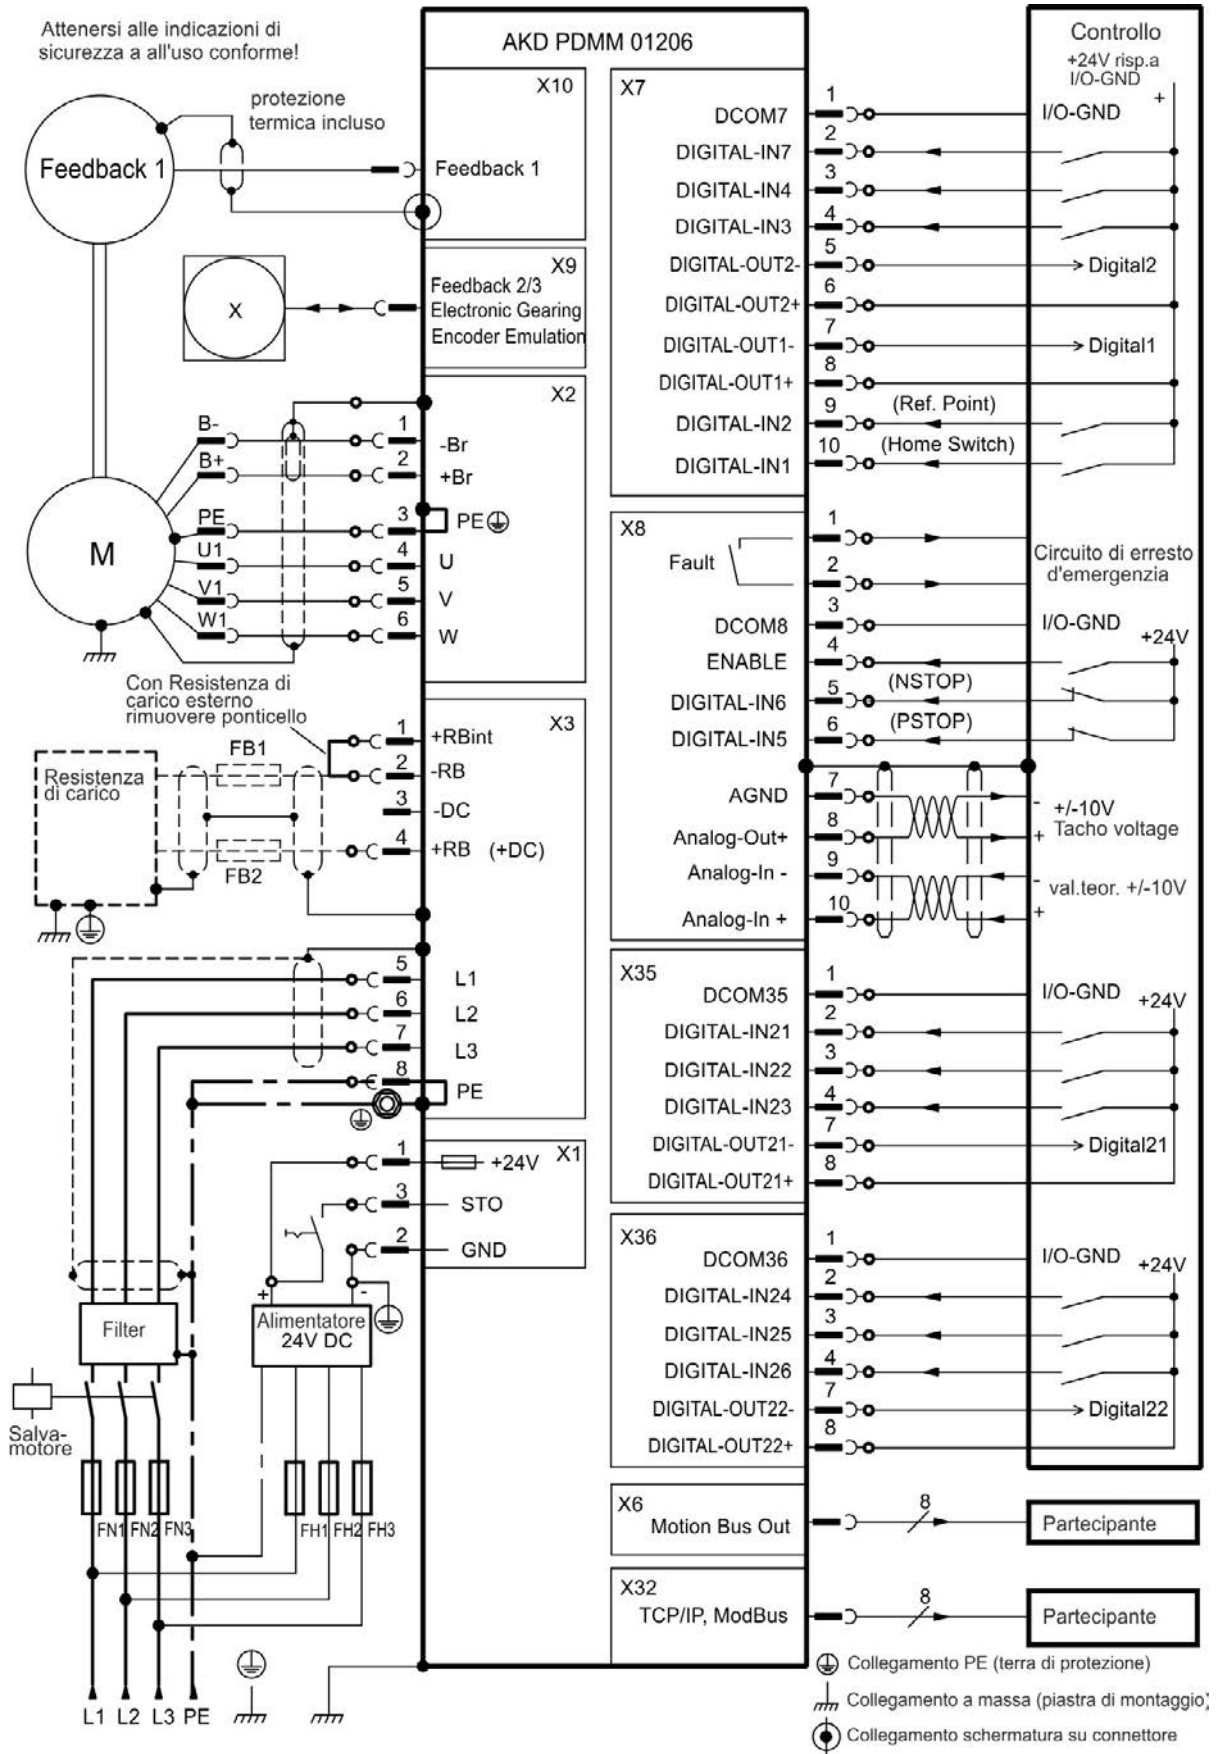 Attenersi alle indicazioni di
sicurezza a all'uso conforme!
AKD PDMM 01206
protezione
termica incluso
Feedback 1
X10
Feedback 1
X
X9
Feedback 2/3
Electronic Gearing
Encoder Emulation
X2
B-
1
-Br
B+
2
+Br
PE
3
PE
U1
4
U
V1
5
V
W1
6
W
M
Con Resistenza di
carico esterno
rimuovere ponticello
X3
1
+RBint
FB1
2
-RB
Resistenza
di carico
3
-DC
4
+RB (+DC)
FB2
5
L1
6
L2
7
L3
8
PE
X1
1
+24V
3
STO
2
GND
+
-
Alimentatore
24V DC
Filter
Salva-
motore
FN1 FN2 FN3
FH1 FH2 FH3
L1 L2 L3 PE
X7
1
DCOM7
2
DIGITAL-IN7
3
DIGITAL-IN4
4
DIGITAL-IN3
5
DIGITAL-OUT2-
Digital2
6
DIGITAL-OUT2+
7
DIGITAL-OUT1-
Digital1
8
DIGITAL-OUT1+
9
(Ref. Point)
DIGITAL-IN2
10
(Home Switch)
DIGITAL-IN1
Controllo
+24V risp.a
I/O-GND
I/O-GND
+
X8
1
Fault
2
Circuito di erresto
d'emergenzia
3
DCOM8
I/O-GND
+24V
4
ENABLE
5
(NSTOP)
DIGITAL-IN6
6
(PSTOP)
DIGITAL-IN5
7
AGND
-
+/-10V
Tacho voltage
8
Analog-Out+
+
9
Analog-In -
-
val.teor. +/-10V
10
Analog-In +
+
X35
1
DCOM35
I/O-GND
+24V
2
DIGITAL-IN21
3
DIGITAL-IN22
4
DIGITAL-IN23
7
DIGITAL-OUT21-
Digital21
8
DIGITAL-OUT21+
X36
1
DCOM36
I/O-GND
+24V
2
DIGITAL-IN24
3
DIGITAL-IN25
4
DIGITAL-IN26
7
DIGITAL-OUT22-
Digital22
8
DIGITAL-OUT22+
X6
Motion Bus Out
8
Partecipante
X32
TCP/IP, ModBus
8
Partecipante
Collegamento PE (terra di protezione)
Collegamento a massa (piastra di montaggio)
Collegamento schermatura su connettore